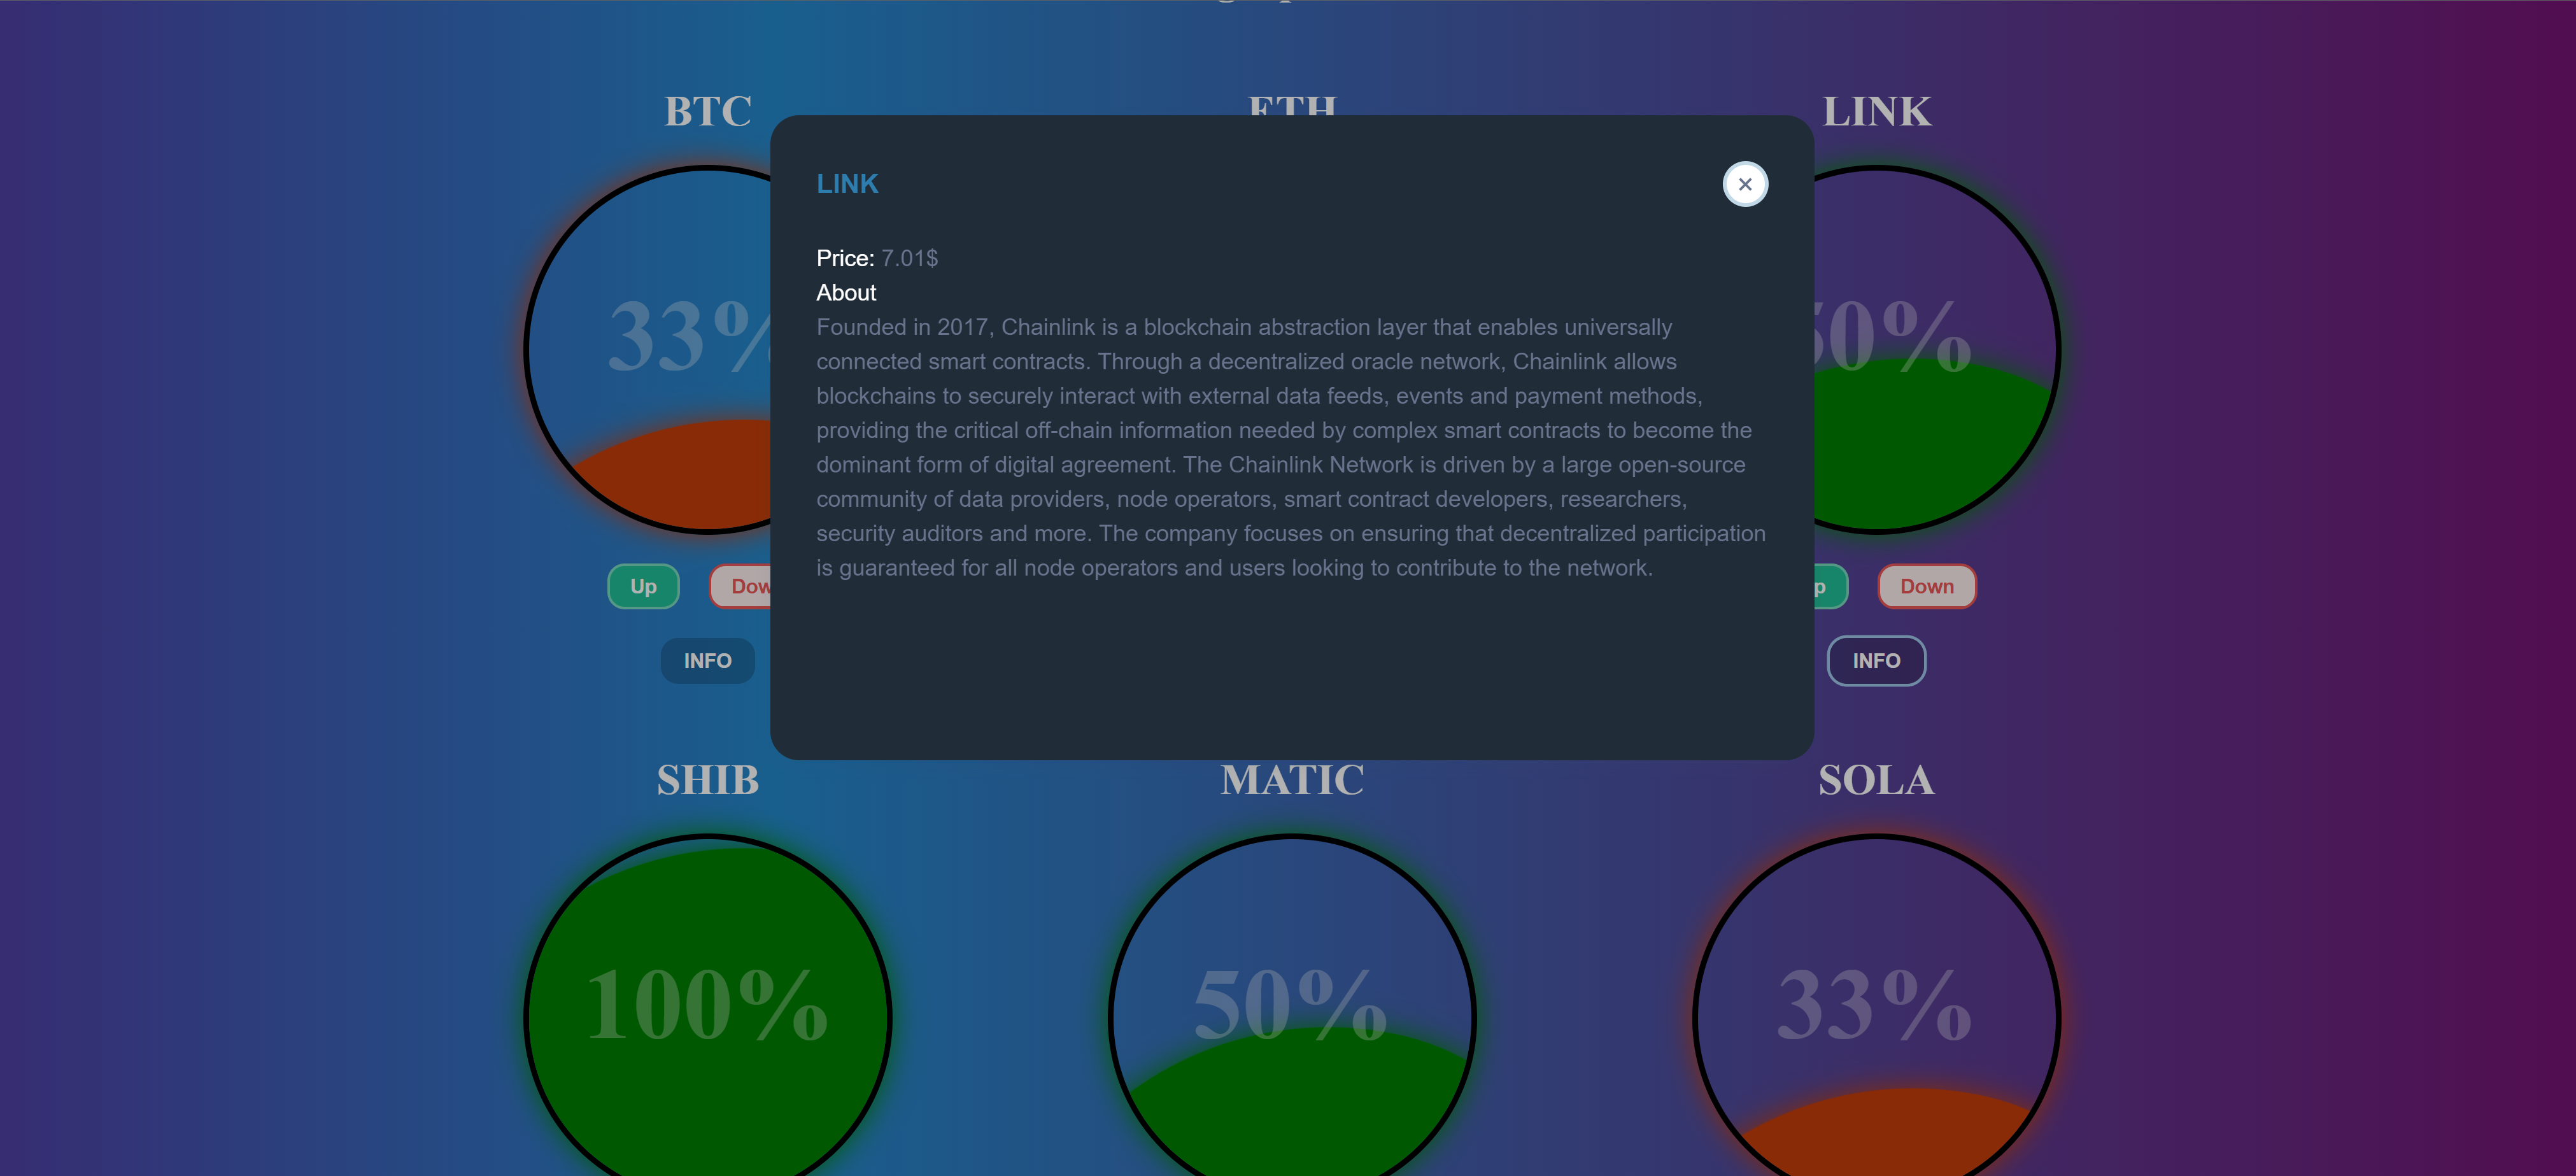 BTC
ETH
LINK
LINK
Price: 7.01$
About
Founded in 2017, Chainlink is a blockchain abstraction layer that enables universally
connected smart contracts. Through a decentralized oracle network, Chainlink allows
blockchains to securely interact with external data feeds, events and payment methods,
providing the critical off-chain information needed by complex smart contracts to become the
dominant form of digital agreement. The Chainlink Network is driven by a large open-source
community of data providers, node operators, smart contract developers, researchers,
security auditors and more. The company focuses on ensuring that decentralized participation
is guaranteed for all node operators and users looking to contribute to the network.
33%
50%
Up
Down
INFO
INFO
SHIB
MATIC
SOLA
100%
50%
33%